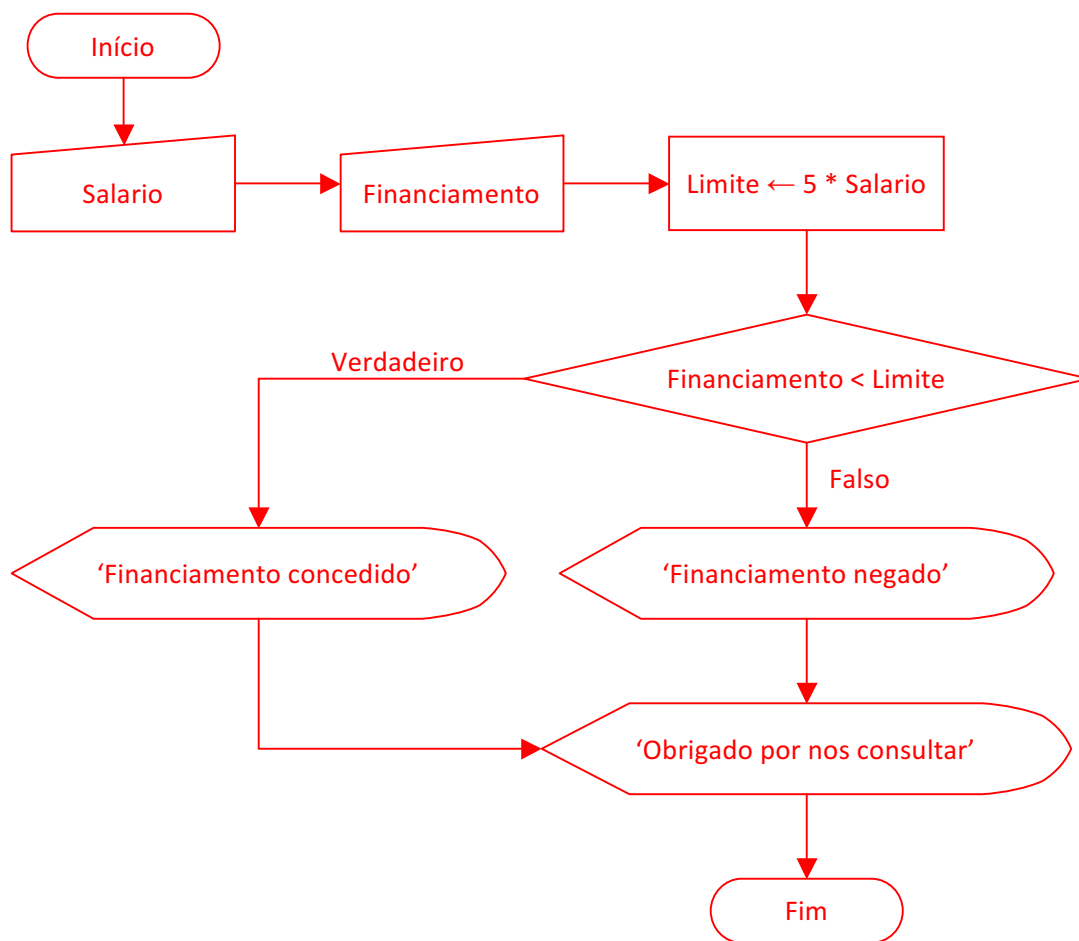 Início
Salario
Financiamento
Limite ← 5 * Salario
Financiamento < Limite
Verdadeiro
Falso
‘Financiamento concedido’
‘Financiamento negado’
‘Obrigado por nos consultar’
Fim